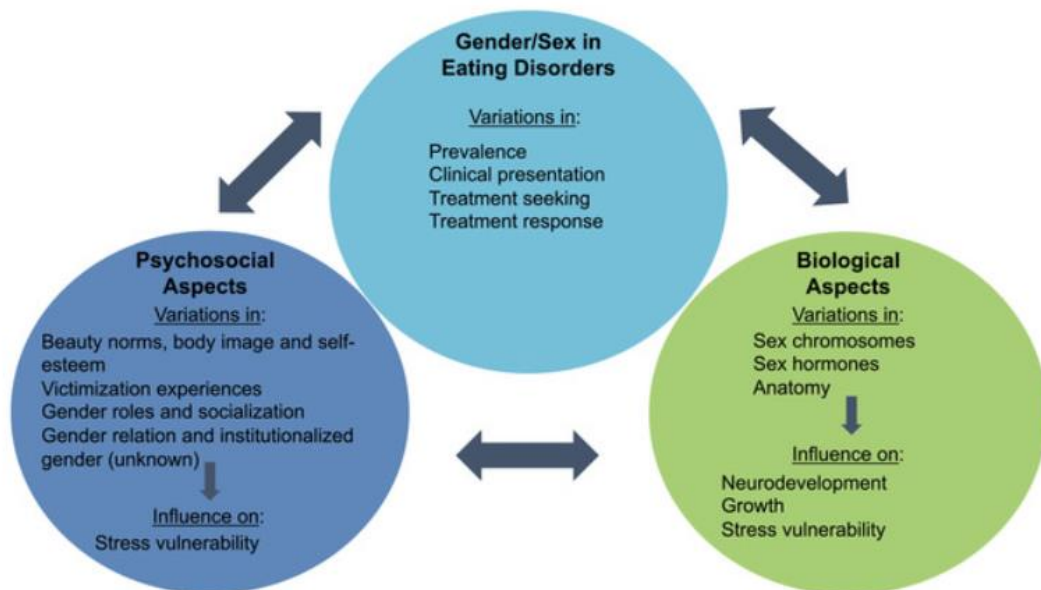 Gender/Sex in
Eating Disorders
Variations in:
Prevalence
Clinical presentation
Treatment seeking
Treatment response
Psychosocial
Aspects
Variations in:
Beauty norms, body image and self-
esteem
Victimization experiences
Gender roles and socialization
Gender relation and institutionalized
gender (unknown)
Influence on:
Stress vulnerability
Biological
Aspects
Variations in:
Sex chromosomes
Sex hormones
Anatomy
Influence on:
Neurodevelopment
Growth
Stress vulnerability